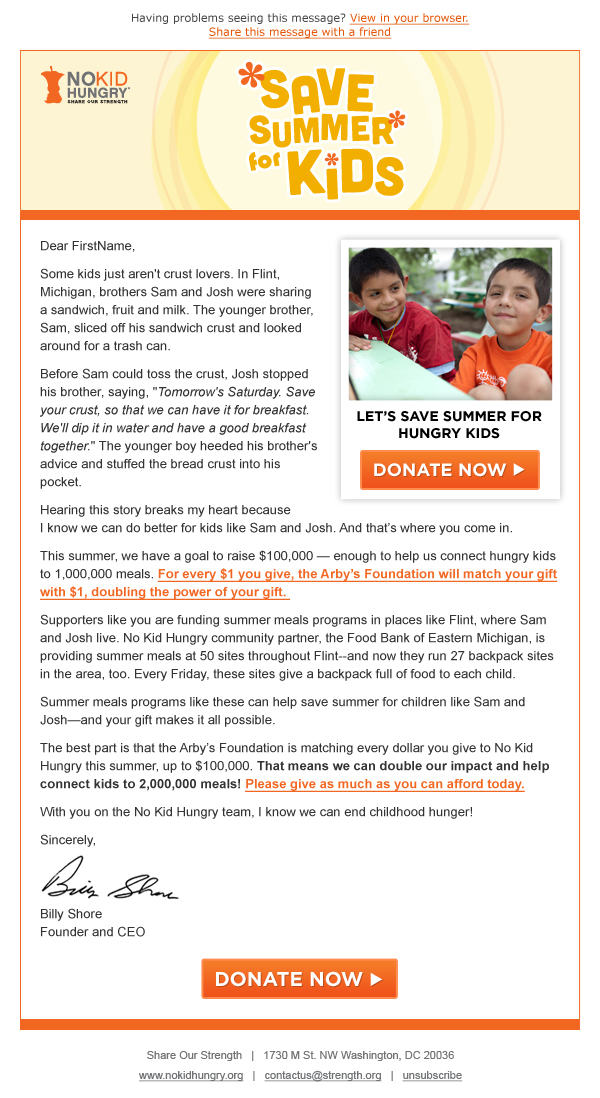 Having problems seeing this message? View in your browser.
Share this message with a friend
NOKID
HUNGRY
SHARE OUR STRENGTH
SAVE
SUMMER
for KiDS
Dear FirstName,
Some kids just aren't crust lovers. In Flint,
Michigan, brothers Sam and Josh were sharing
a sandwich, fruit and milk. The younger brother,
Sam, sliced off his sandwich crust and looked
around for a trash can.
Before Sam could toss the crust, Josh stopped
his brother, saying, "Tomorrow's Saturday. Save
your crust, so that we can have it for breakfast.
We'll dip it in water and have a good breakfast
together." The younger boy heeded his brother's
advice and stuffed the bread crust into his
pocket.
LET'S SAVE SUMMER FOR
HUNGRY KIDS
DONATE NOW
Hearing this story breaks my heart because
I know we can do better for kids like Sam and Josh. And that's where you come in.
This summer, we have a goal to raise $100,000 — enough to help us connect hungry kids
to 1,000,000 meals. For every $1 you give, the Arby's Foundation will match your gift
with $1, doubling the power of your gift.
Supporters like you are funding summer meals programs in places like Flint, where Sam
and Josh live. No Kid Hungry community partner, the Food Bank of Eastern Michigan, is
providing summer meals at 50 sites throughout Flint--and now they run 27 backpack sites
in the area, too. Every Friday, these sites give a backpack full of food to each child.
Summer meals programs like these can help save summer for children like Sam and
Josh—and your gift makes it all possible.
The best part is that the Arby's Foundation is matching every dollar you give to No Kid
Hungry this summer, up to $100,000. That means we can double our impact and help
connect kids to 2,000,000 meals! Please give as much as you can afford today.
With you on the No Kid Hungry team, I know we can end childhood hunger!
Sincerely,
Billy Shore
Billy Shore
Founder and CEO
DONATE NOW
Share Our Strength | 1730 M St. NW Washington, DC 20036
www.nokidhungry.org | contactus@strength.org | unsubscribe